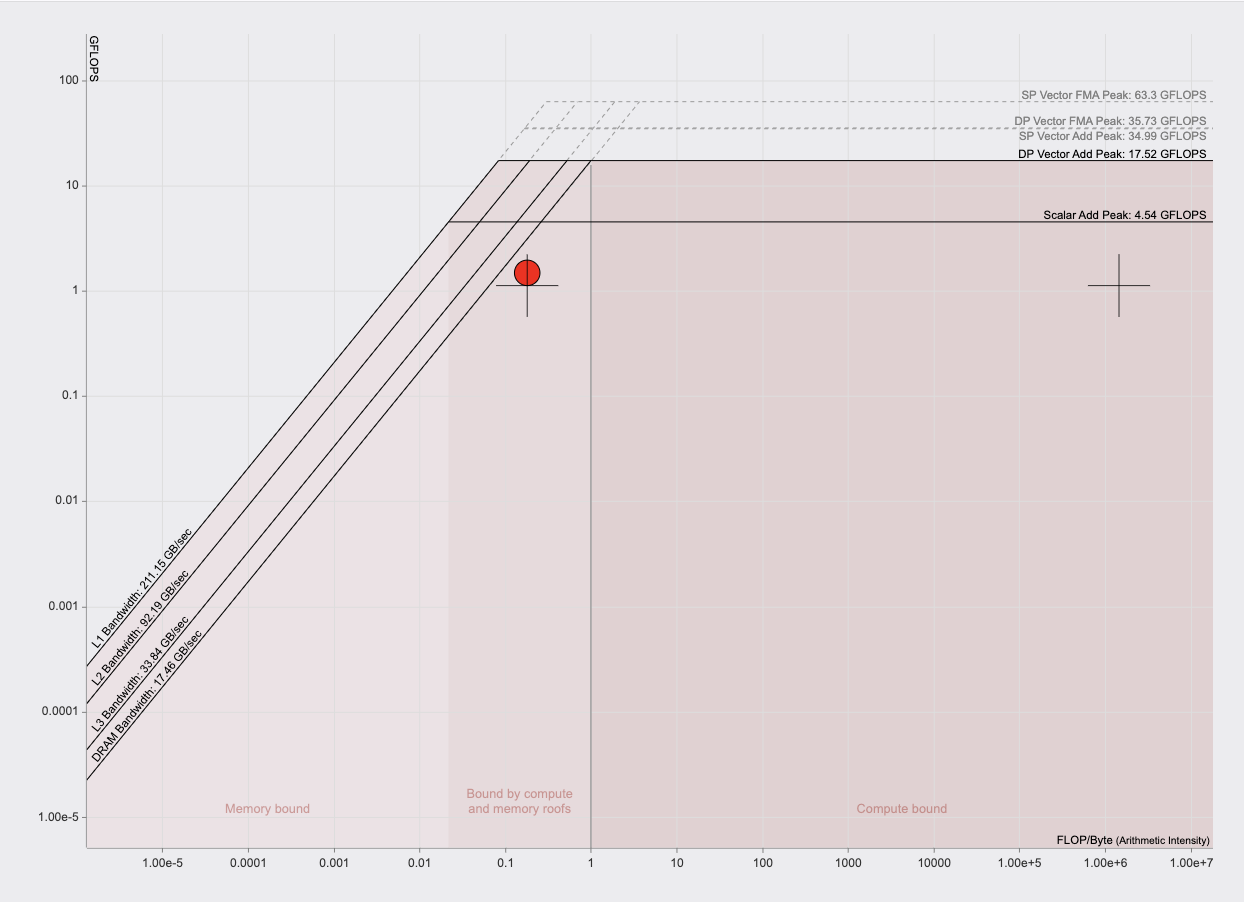 GFLOPS
100
10
1
0.1
0.01
0.001
0.0001
1.00e-5
SP Vector FMA Peak: 63.3 GFLOPS
DP Vector FMA Peak: 35.73 GFLOPS
SP Vector Add Peak: 34.99 GFLOPS
DP Vector Add Peak: 17.52 GFLOPS
Scalar Add Peak: 4.54 GFLOPS
L1 Bandwidth: 211.15 GB/sec
L2 Bandwidth: 92.19 GB/sec
L3 Bandwidth: 33.84 GB/sec
DRAM Bandwidth: 17.46 GB/sec
Memory bound
Bound by compute
and memory roofs
Compute bound
FLOP/Byte (Arithmetic Intensity)
1.00e-5 0.0001 0.001 0.01 0.1 1 10 100 1000 10000 1.00e+5 1.00e+6 1.00e+7